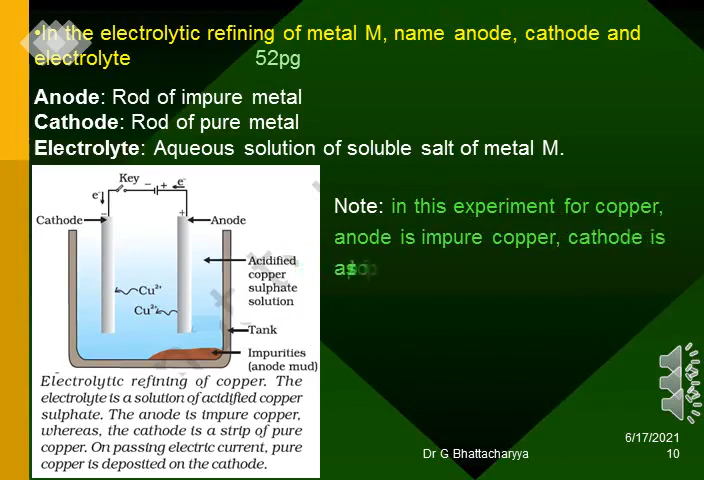 •In the electrolytic refining of metal M, name anode, cathode and
electrolyte 52pg
Anode: Rod of impure metal
Cathode: Rod of pure metal
Electrolyte: Aqueous solution of soluble salt of metal M.
Key
e⁻ − + e⁻
− +
Cathode Anode
Acidified
copper
sulphate
solution
Cu²⁺
Cu²⁺
Tank
Impurities
(anode mud)
Electrolytic refining of copper. The
electrolyte is a solution of acidified copper
sulphate. The anode is impure copper,
whereas, the cathode is a strip of pure
copper. On passing electric current, pure
copper is deposited on the cathode.
Note: in this experiment for copper,
anode is impure copper, cathode is
6/17/2021
Dr G Bhattacharyya 10